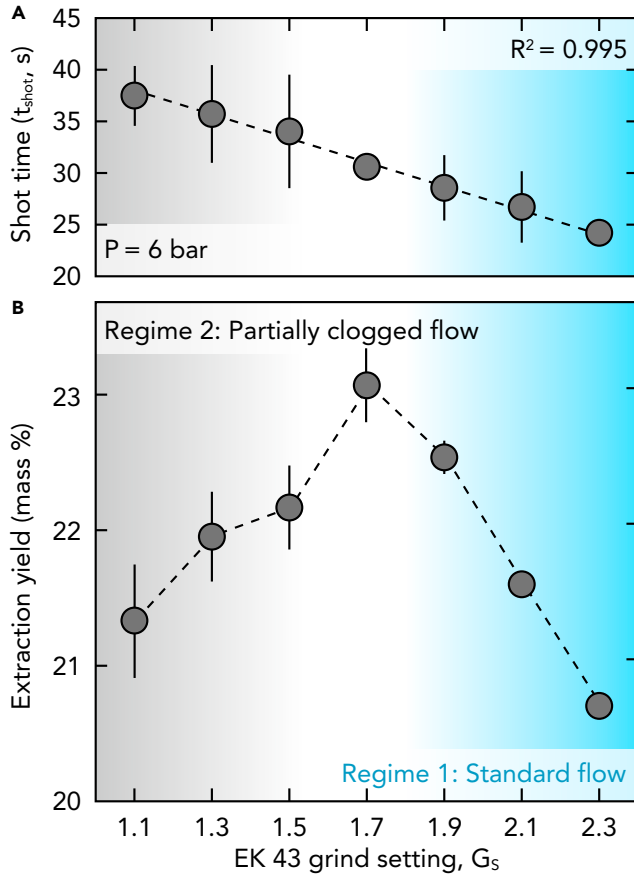 A
45
40
35
30
25
20
Shot time (t_shot, s)
R² = 0.995
P = 6 bar
B
Regime 2: Partially clogged flow
23
22
21
20
Extraction yield (mass %)
Regime 1: Standard flow
1.1 1.3 1.5 1.7 1.9 2.1 2.3
EK 43 grind setting, G_S